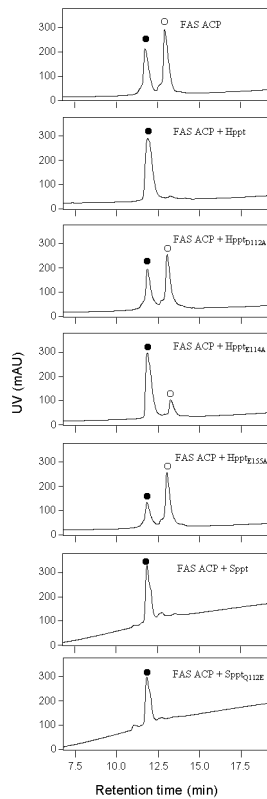 FAS ACP
300
200
100
0
FAS ACP + Hppt
300
200
100
0
FAS ACP + HpptD112A
300
200
100
0
FAS ACP + HpptE114A
300
200
100
0
FAS ACP + HpptE155A
300
200
100
0
FAS ACP + Sppt
300
200
100
0
FAS ACP + SpptQ112E
300
200
100
0
UV (mAU)
7.5 10.0 12.5 15.0 17.5
Retention time (min)